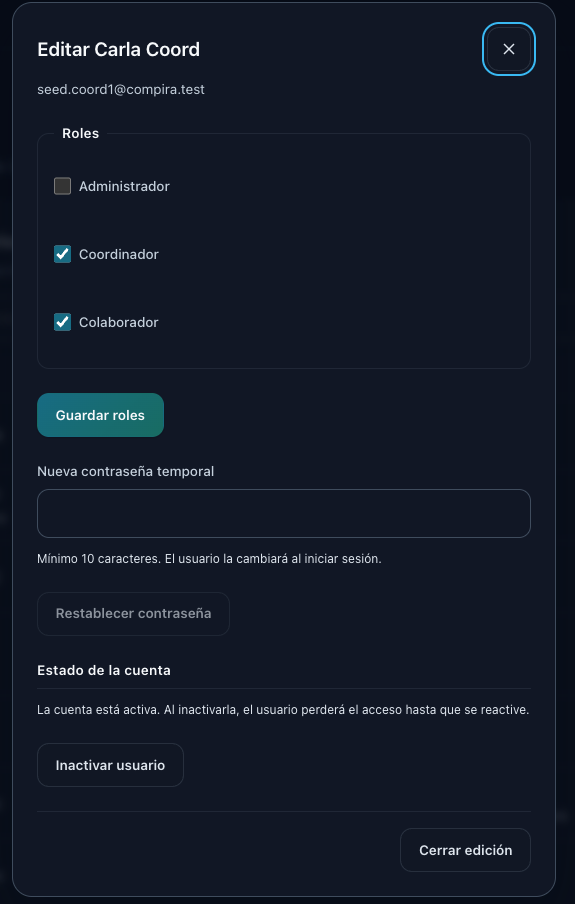 Editar Carla Coord
seed.coord1@compira.test
Roles
Administrador
Coordinador
Colaborador
Guardar roles
Nueva contraseña temporal
Mínimo 10 caracteres. El usuario la cambiará al iniciar sesión.
Restablecer contraseña
Estado de la cuenta
La cuenta está activa. Al inactivarla, el usuario perderá el acceso hasta que se reactive.
Inactivar usuario
Cerrar edición